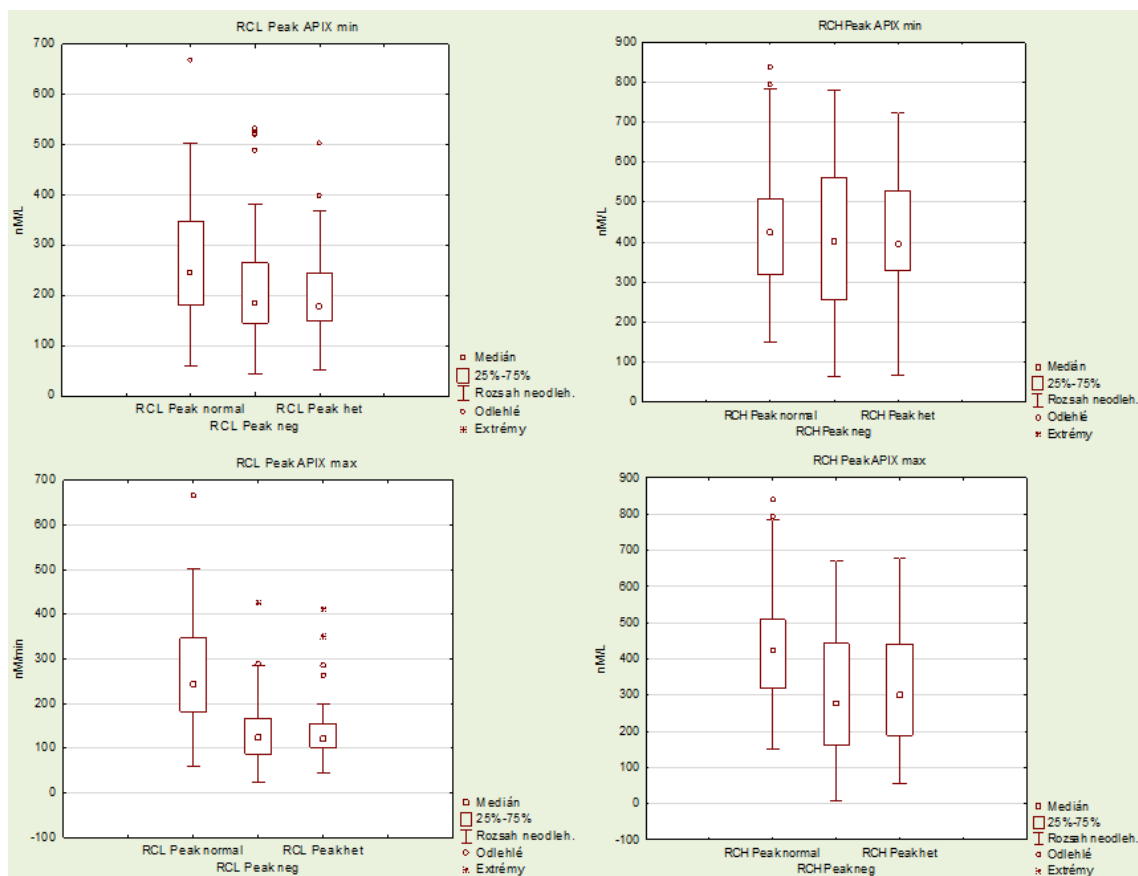 RCL Peak APIX min
700
600
500
400
300
200
100
0
nM/L
RCL Peak normal
RCL Peak neg
RCL Peak het
Medián
25%-75%
Rozsah neodleh.
Odlehlé
Extrémy
RCH Peak APIX min
900
800
700
600
500
400
300
200
100
0
nM/L
RCH Peak normal
RCH Peak neg
RCH Peak het
Medián
25%-75%
Rozsah neodleh.
Odlehlé
Extrémy
RCL Peak APIX max
700
600
500
400
300
200
100
0
-100
nM/min
RCL Peak normal
RCL Peak neg
RCL Peak het
Medián
25%-75%
Rozsah neodleh.
Odlehlé
Extrémy
RCH Peak APIX max
900
800
700
600
500
400
300
200
100
0
-100
nM/L
RCH Peak normal
RCH Peak neg
RCH Peak het
Medián
25%-75%
Rozsah neodleh.
Odlehlé
Extrémy